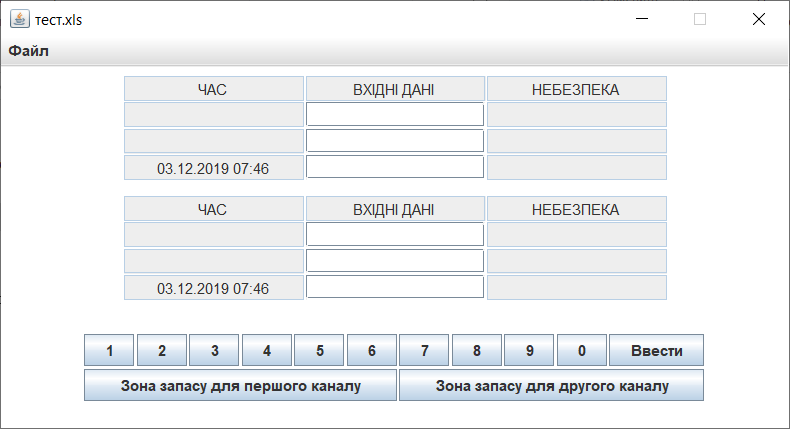 тест.xls
Файл
ЧАС ВХІДНІ ДАНІ НЕБЕЗПЕКА
03.12.2019 07:46
ЧАС ВХІДНІ ДАНІ НЕБЕЗПЕКА
03.12.2019 07:46
1 2 3 4 5 6 7 8 9 0 Ввести
Зона запасу для першого каналу Зона запасу для другого каналу